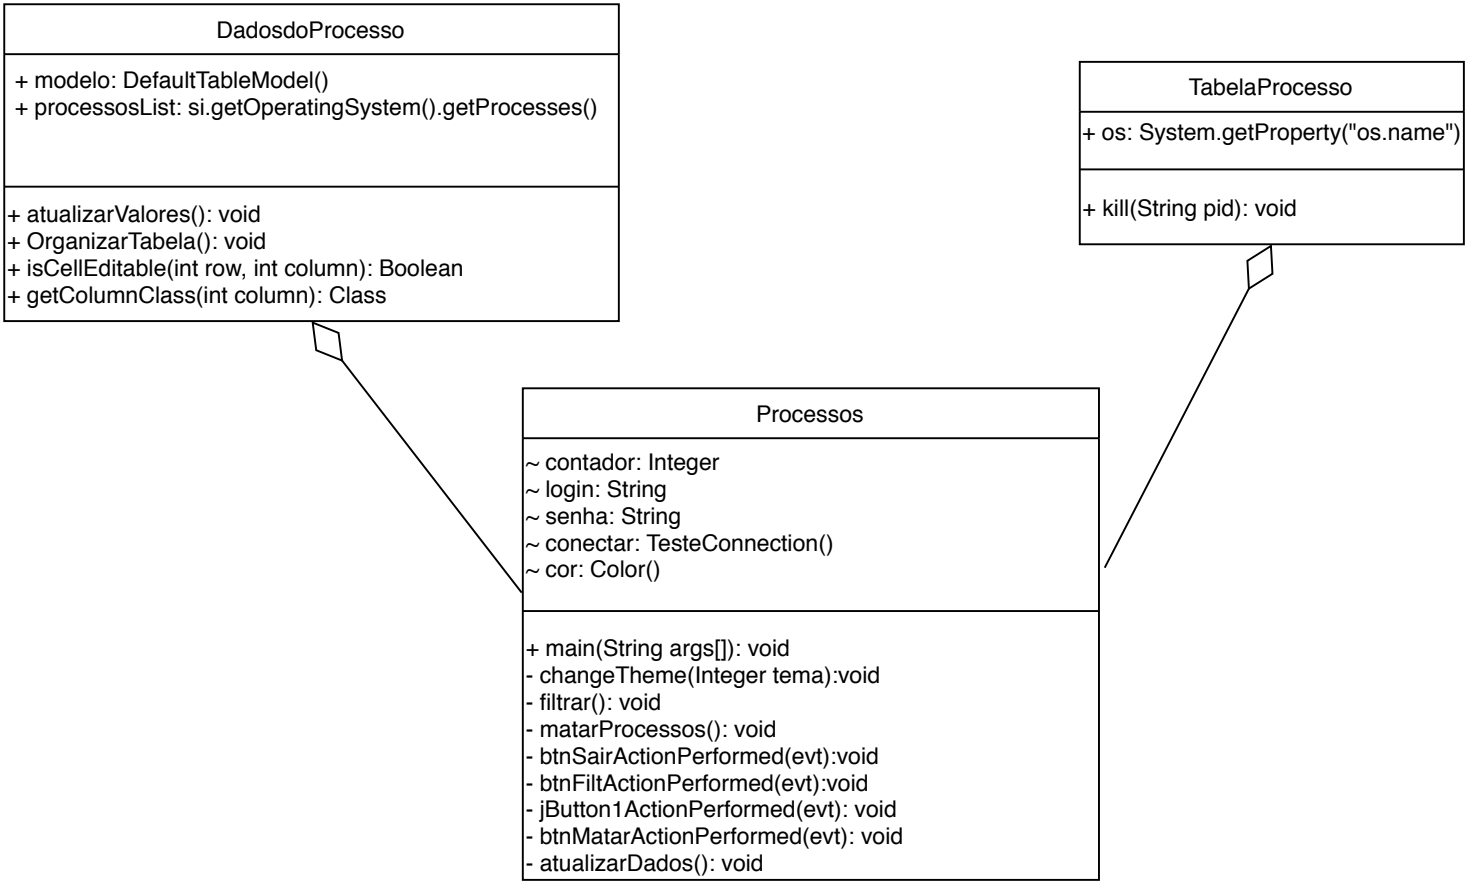 DadosdoProcesso
+ modelo: DefaultTableModel()
+ processosList: si.getOperatingSystem().getProcesses()
+ atualizarValores(): void
+ OrganizarTabela(): void
+ isCellEditable(int row, int column): Boolean
+ getColumnClass(int column): Class
TabelaProcesso
+ os: System.getProperty("os.name")
+ kill(String pid): void
Processos
~ contador: Integer
~ login: String
~ senha: String
~ conectar: TesteConnection()
~ cor: Color()
+ main(String args[]): void
- changeTheme(Integer tema):void
- filtrar(): void
- matarProcessos(): void
- btnSairActionPerformed(evt):void
- btnFiltActionPerformed(evt):void
- jButton1ActionPerformed(evt): void
- btnMatarActionPerformed(evt): void
- atualizarDados(): void